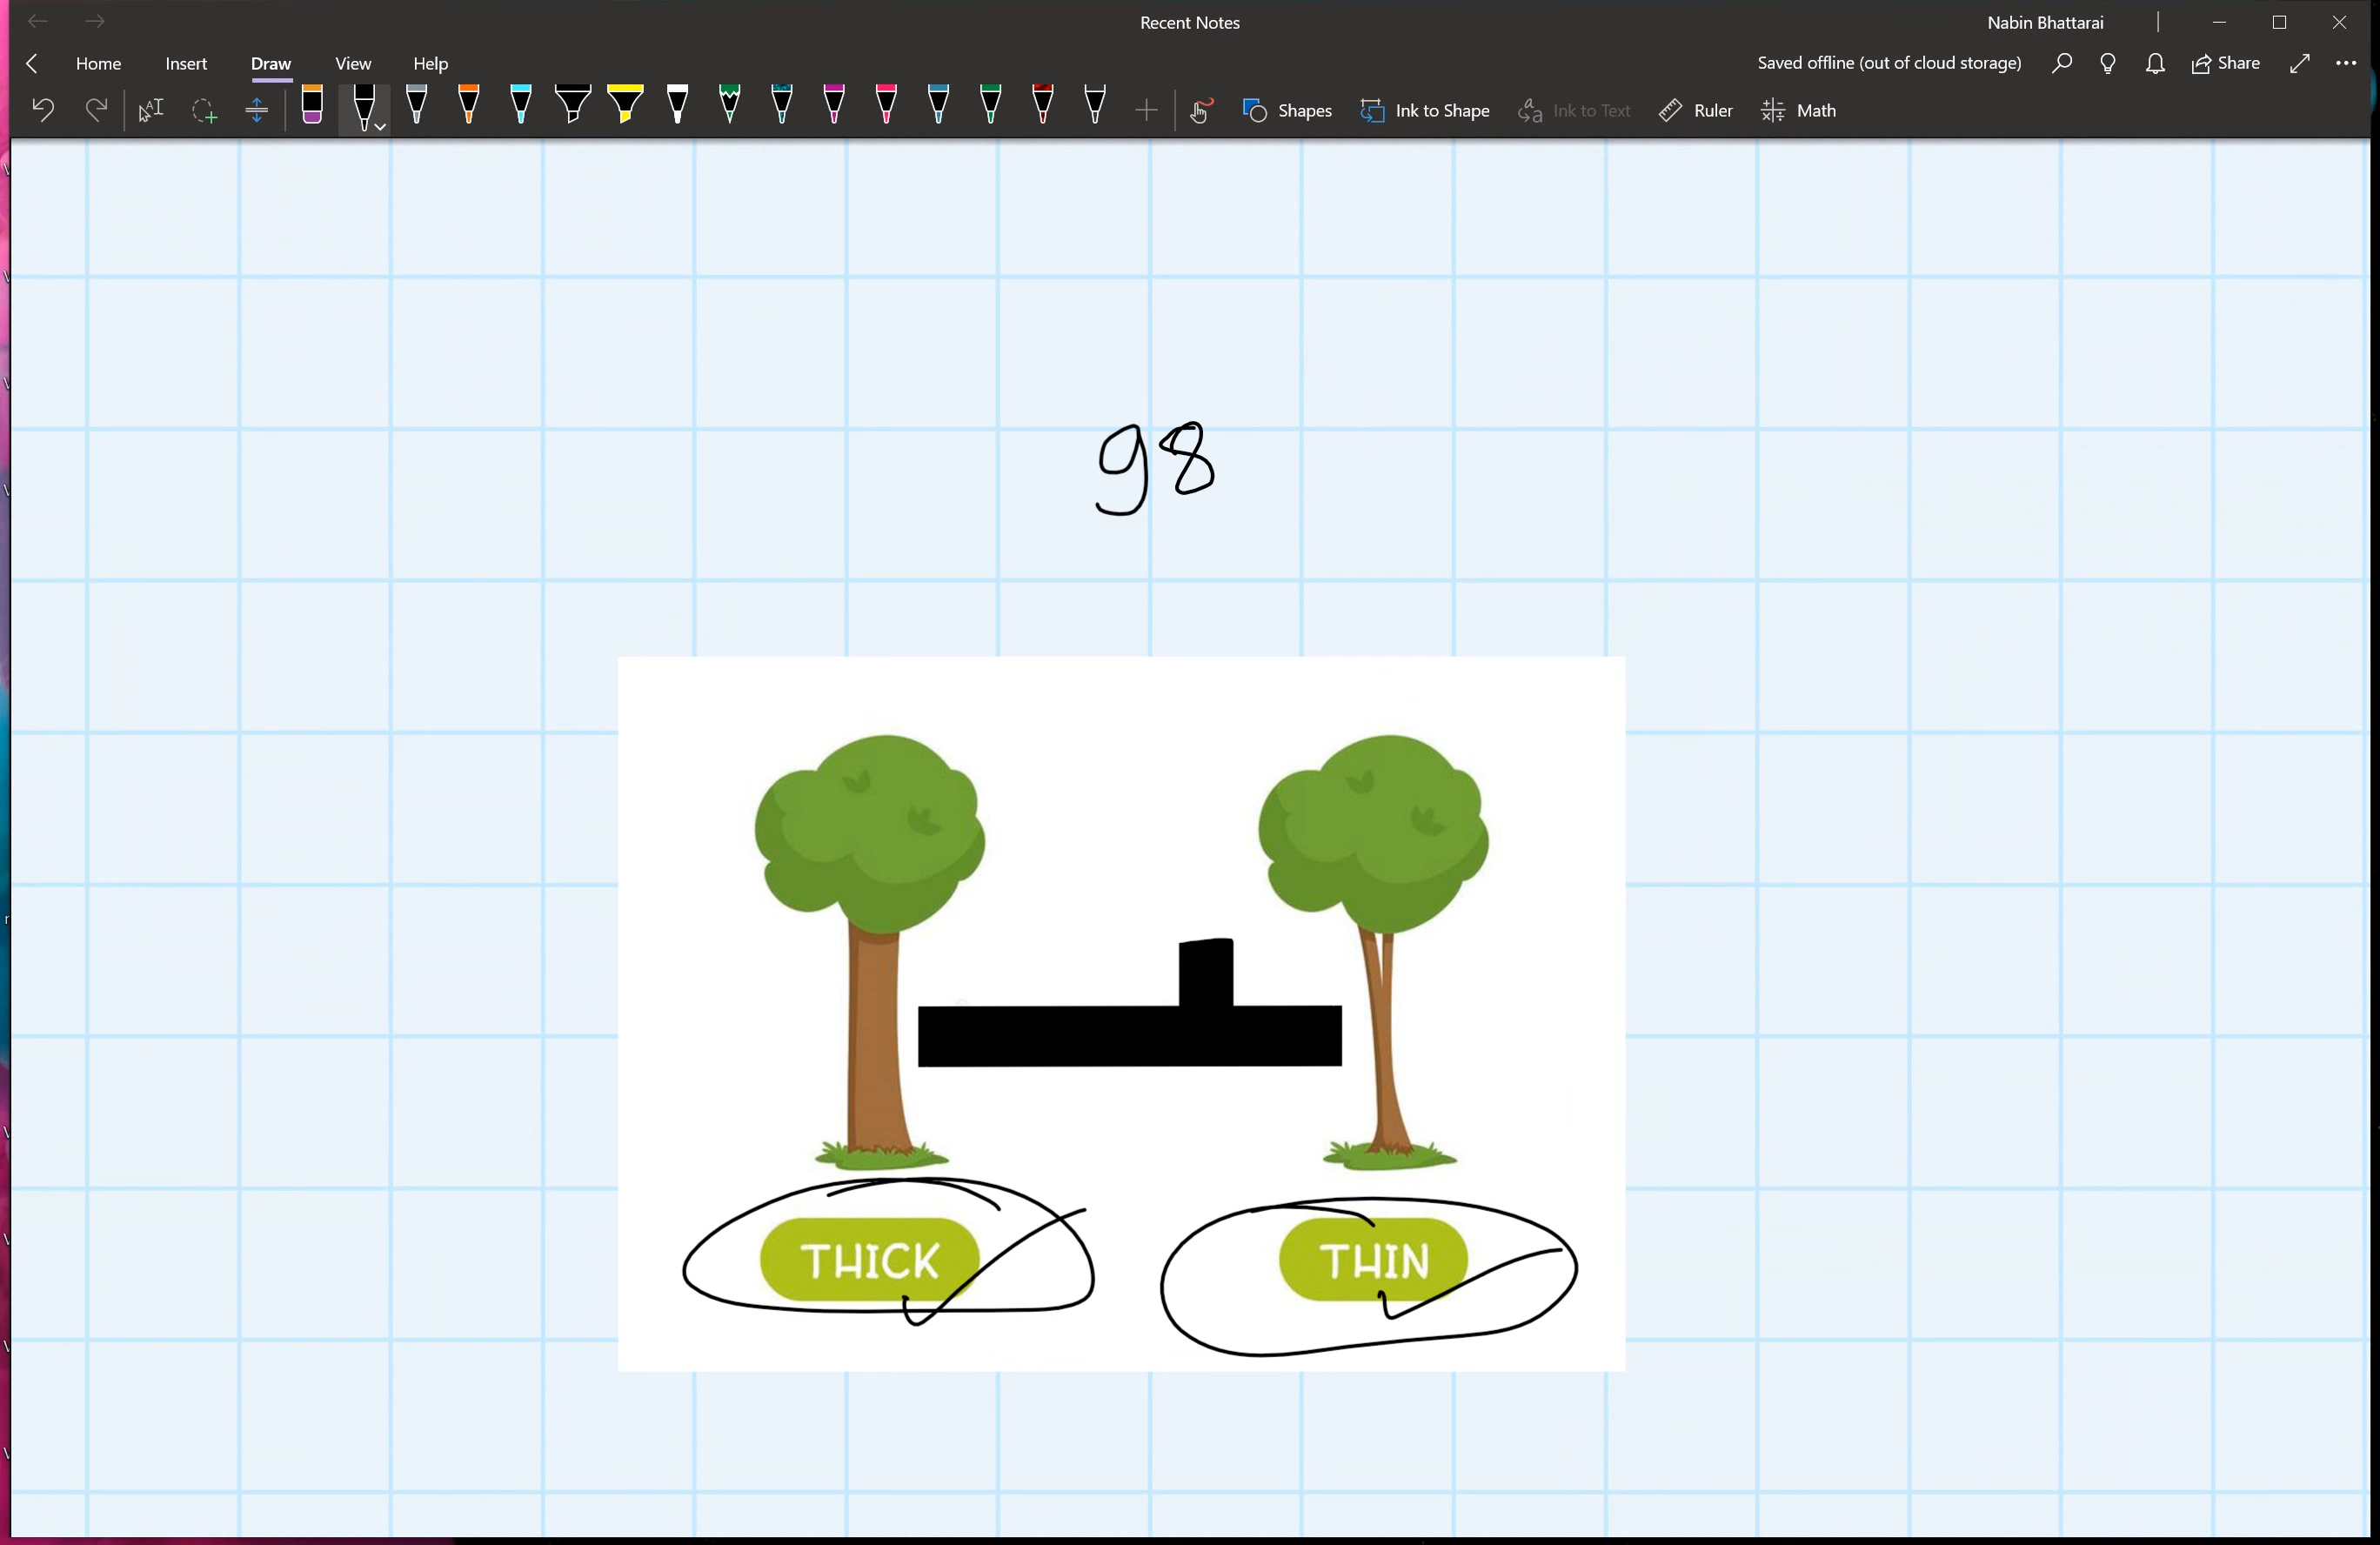 Recent Notes
Nabin Bhattarai
Home Insert Draw View Help
Saved offline (out of cloud storage)
Share
Shapes Ink to Shape Ink to Text Ruler Math
98
THICK THIN